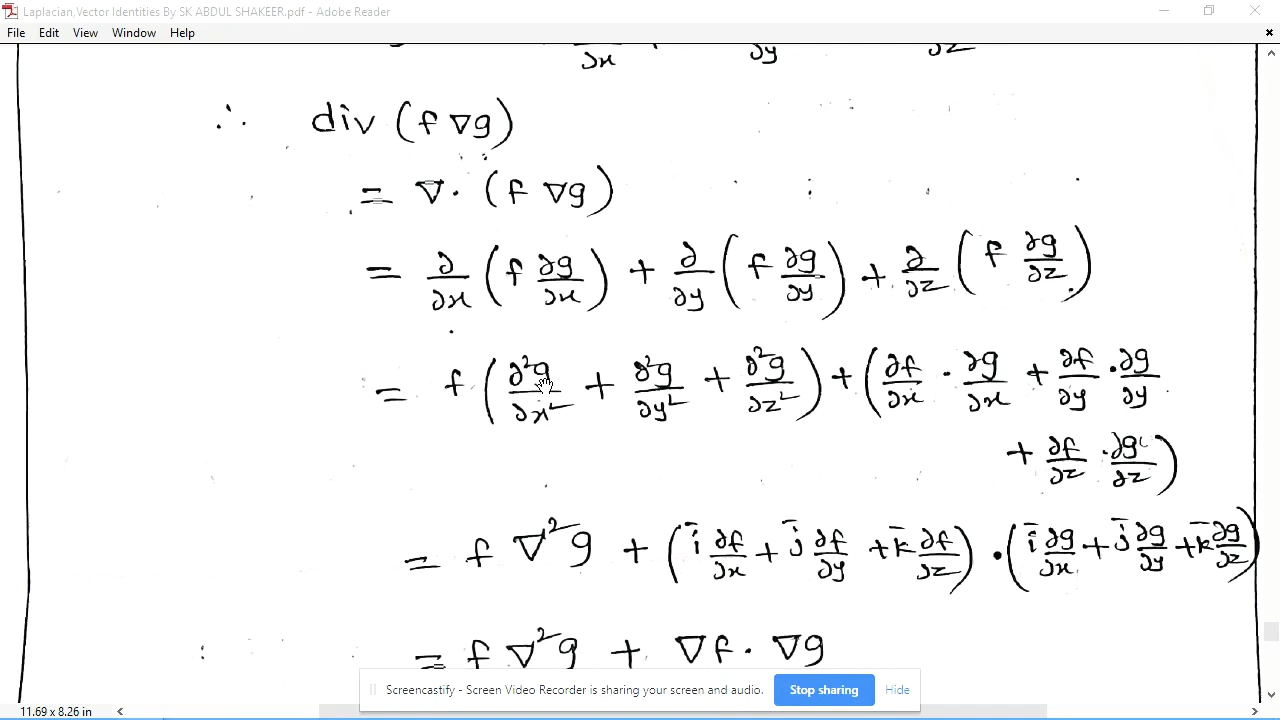 Laplacian,Vector Identities By SK ABDUL SHAKEER.pdf - Adobe Reader
File Edit View Window Help
∂x ∂y ∂z
∴ div (f ∇g)
= ∇· (f ∇g)
= ∂/∂x (f ∂g/∂x) + ∂/∂y (f ∂g/∂y) + ∂/∂z (f ∂g/∂z)
= f (∂²g/∂x² + ∂²g/∂y² + ∂²g/∂z²) + (∂f/∂x · ∂g/∂x + ∂f/∂y · ∂g/∂y
+ ∂f/∂z · ∂g/∂z)
= f ∇²g + (i̅ ∂f/∂x + j̅ ∂f/∂y + k̅ ∂f/∂z) · (i̅ ∂g/∂x + j̅ ∂g/∂y + k̅ ∂g/∂z)
= f ∇²g + ∇f · ∇g
Screencastify - Screen Video Recorder is sharing your screen and audio. Stop sharing Hide
11.69 x 8.26 in